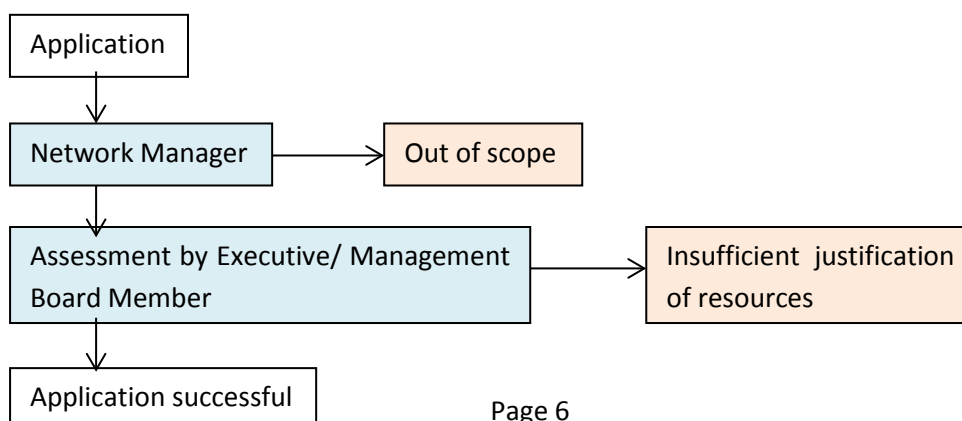 Application
Network Manager
Out of scope
Assessment by Executive/ Management
Board Member
Insufficient justification
of resources
Application successful
Page 6